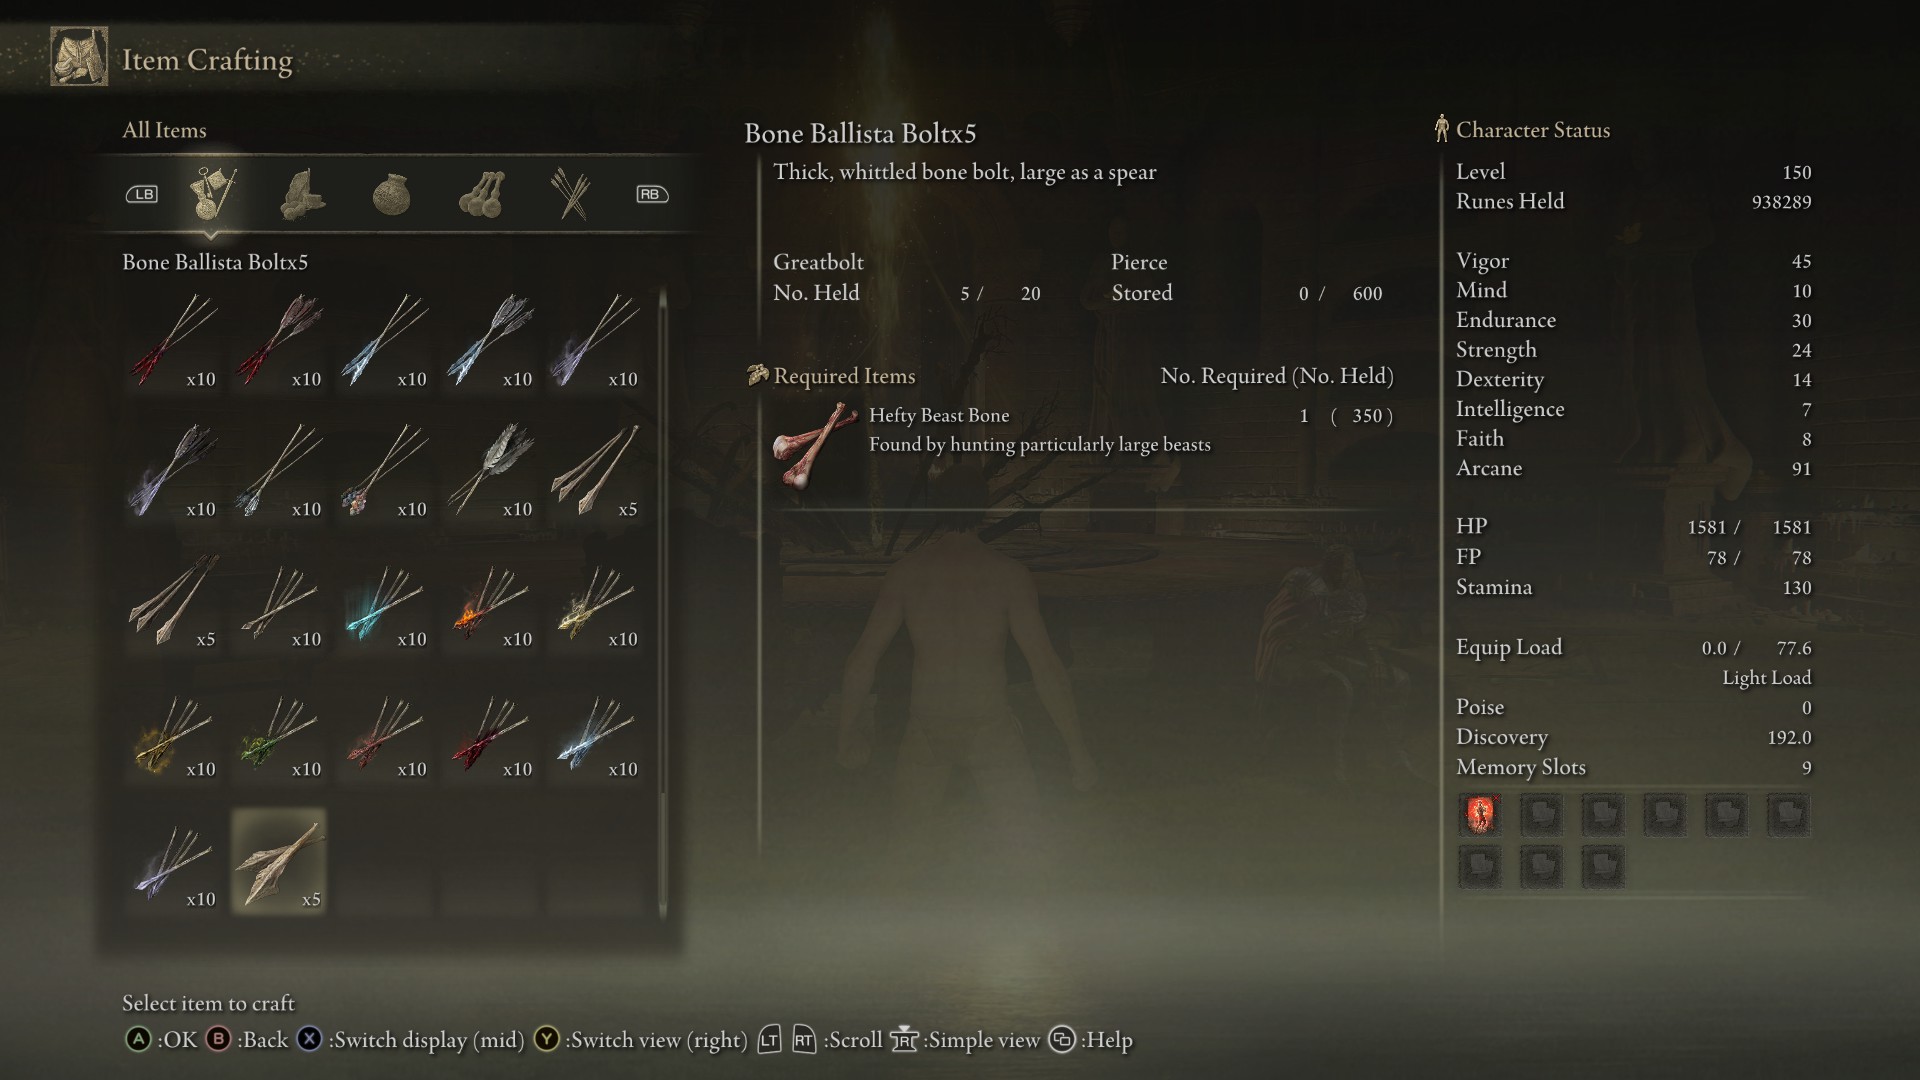 Item Crafting
All Items
LB
RB
Bone Ballista Boltx5
x10 x10 x10 x10 x10
x10 x10 x10 x10 x5
x5 x10 x10 x10 x10
x10 x10 x10 x10 x10
x10 x5
Bone Ballista Boltx5
Thick, whittled bone bolt, large as a spear
Greatbolt Pierce
No. Held 5 / 20 Stored 0 / 600
Required Items No. Required (No. Held)
Hefty Beast Bone 1 ( 350 )
Found by hunting particularly large beasts
Character Status
Level 150
Runes Held 938289
Vigor 45
Mind 10
Endurance 30
Strength 24
Dexterity 14
Intelligence 7
Faith 8
Arcane 91
HP 1581 / 1581
FP 78 / 78
Stamina 130
Equip Load 0.0 / 77.6
Light Load
Poise 0
Discovery 192.0
Memory Slots 9
Select item to craft
A :OK B :Back X :Switch display (mid) Y :Switch view (right) LT RT :Scroll R :Simple view :Help